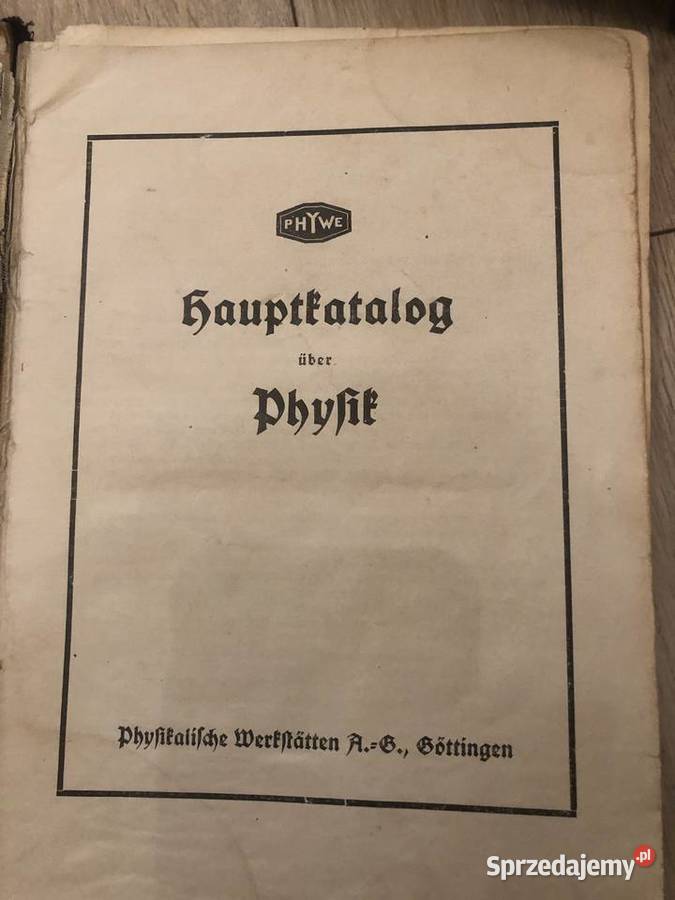 PHYWE
Hauptkatalog
über
Physik
Physikalische Werkstätten A.=G., Göttingen
Sprzedajemy.pl